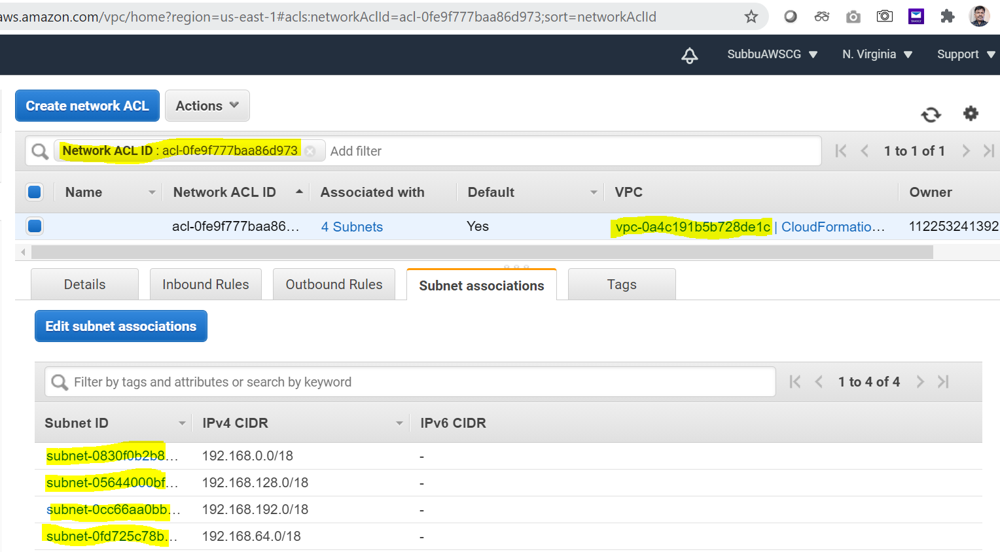 aws.amazon.com/vpc/home?region=us-east-1#acls:networkAclId=acl-0fe9f777baa86d973;sort=networkAclId
SubbuAWSCG N. Virginia Support
Create network ACL Actions
Network ACL ID : acl-0fe9f777baa86d973 Add filter 1 to 1 of 1
Name Network ACL ID Associated with Default VPC Owner
acl-0fe9f777baa86... 4 Subnets Yes vpc-0a4c191b5b728de1c | CloudFormatio... 112253241392
Details Inbound Rules Outbound Rules Subnet associations Tags
Edit subnet associations
Filter by tags and attributes or search by keyword 1 to 4 of 4
Subnet ID IPv4 CIDR IPv6 CIDR
subnet-0830f0b2b8... 192.168.0.0/18 -
subnet-05644000bf... 192.168.128.0/18 -
subnet-0cc66aa0bb... 192.168.192.0/18 -
subnet-0fd725c78b... 192.168.64.0/18 -